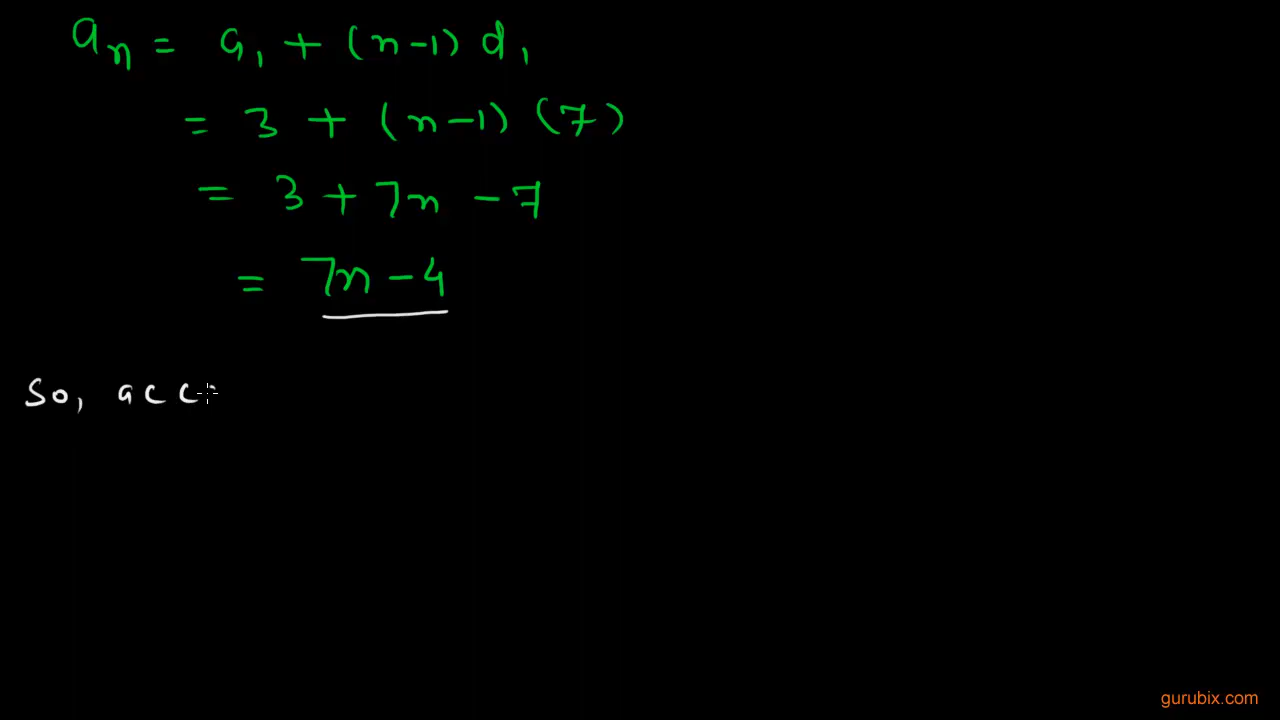 aₙ = a₁ + (n-1) d₁
= 3 + (n-1) (7)
= 3 + 7n - 7
= 7n - 4
So, acc
gurubix.com